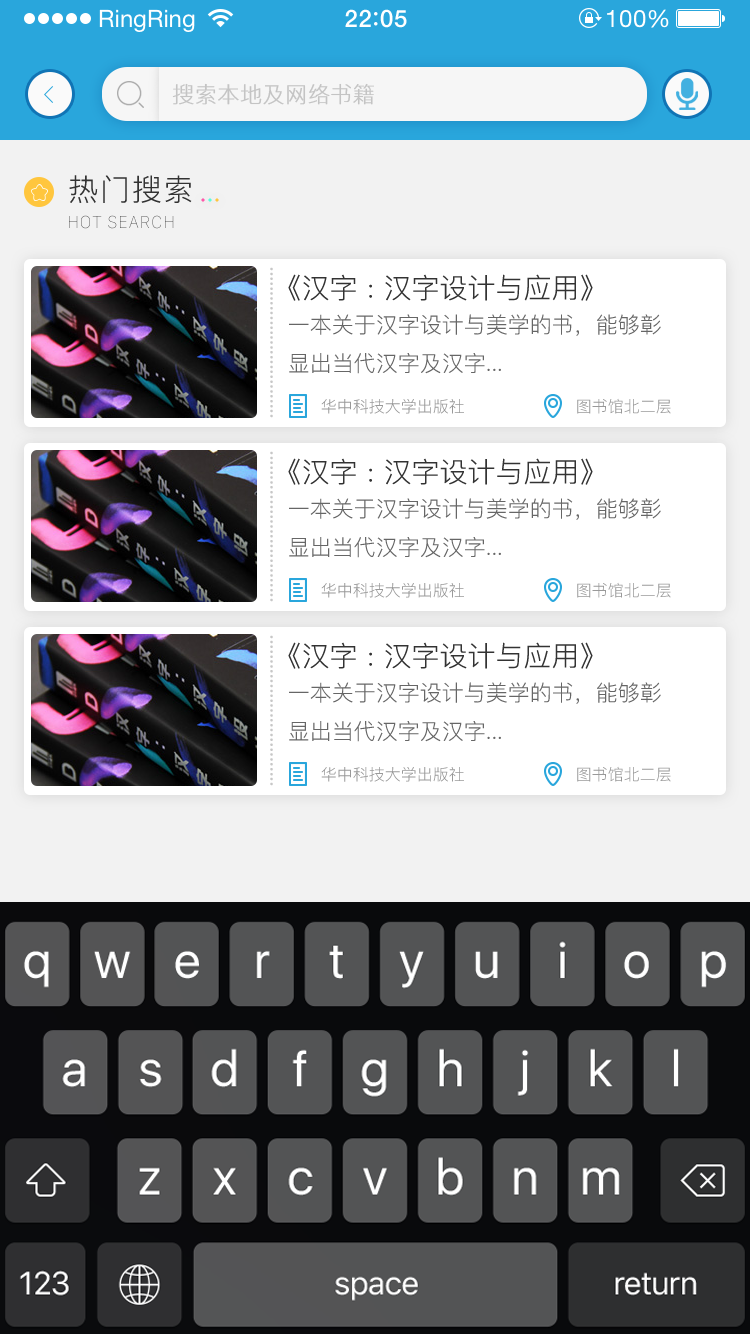 RingRing 22:05 100%
搜索本地及网络书籍
热门搜索
HOT SEARCH
《汉字：汉字设计与应用》
一本关于汉字设计与美学的书，能够彰
显出当代汉字及汉字...
华中科技大学出版社 图书馆北二层
《汉字：汉字设计与应用》
一本关于汉字设计与美学的书，能够彰
显出当代汉字及汉字...
华中科技大学出版社 图书馆北二层
《汉字：汉字设计与应用》
一本关于汉字设计与美学的书，能够彰
显出当代汉字及汉字...
华中科技大学出版社 图书馆北二层
q w e r t y u i o p
a s d f g h j k l
z x c v b n m
123 space return